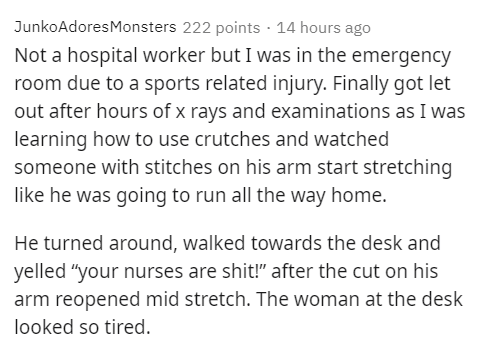 JunkoAdoresMonsters 222 points · 14 hours ago
Not a hospital worker but I was in the emergency
room due to a sports related injury. Finally got let
out after hours of x rays and examinations as I was
learning how to use crutches and watched
someone with stitches on his arm start stretching
like he was going to run all the way home.
He turned around, walked towards the desk and
yelled “your nurses are shit!” after the cut on his
arm reopened mid stretch. The woman at the desk
looked so tired.